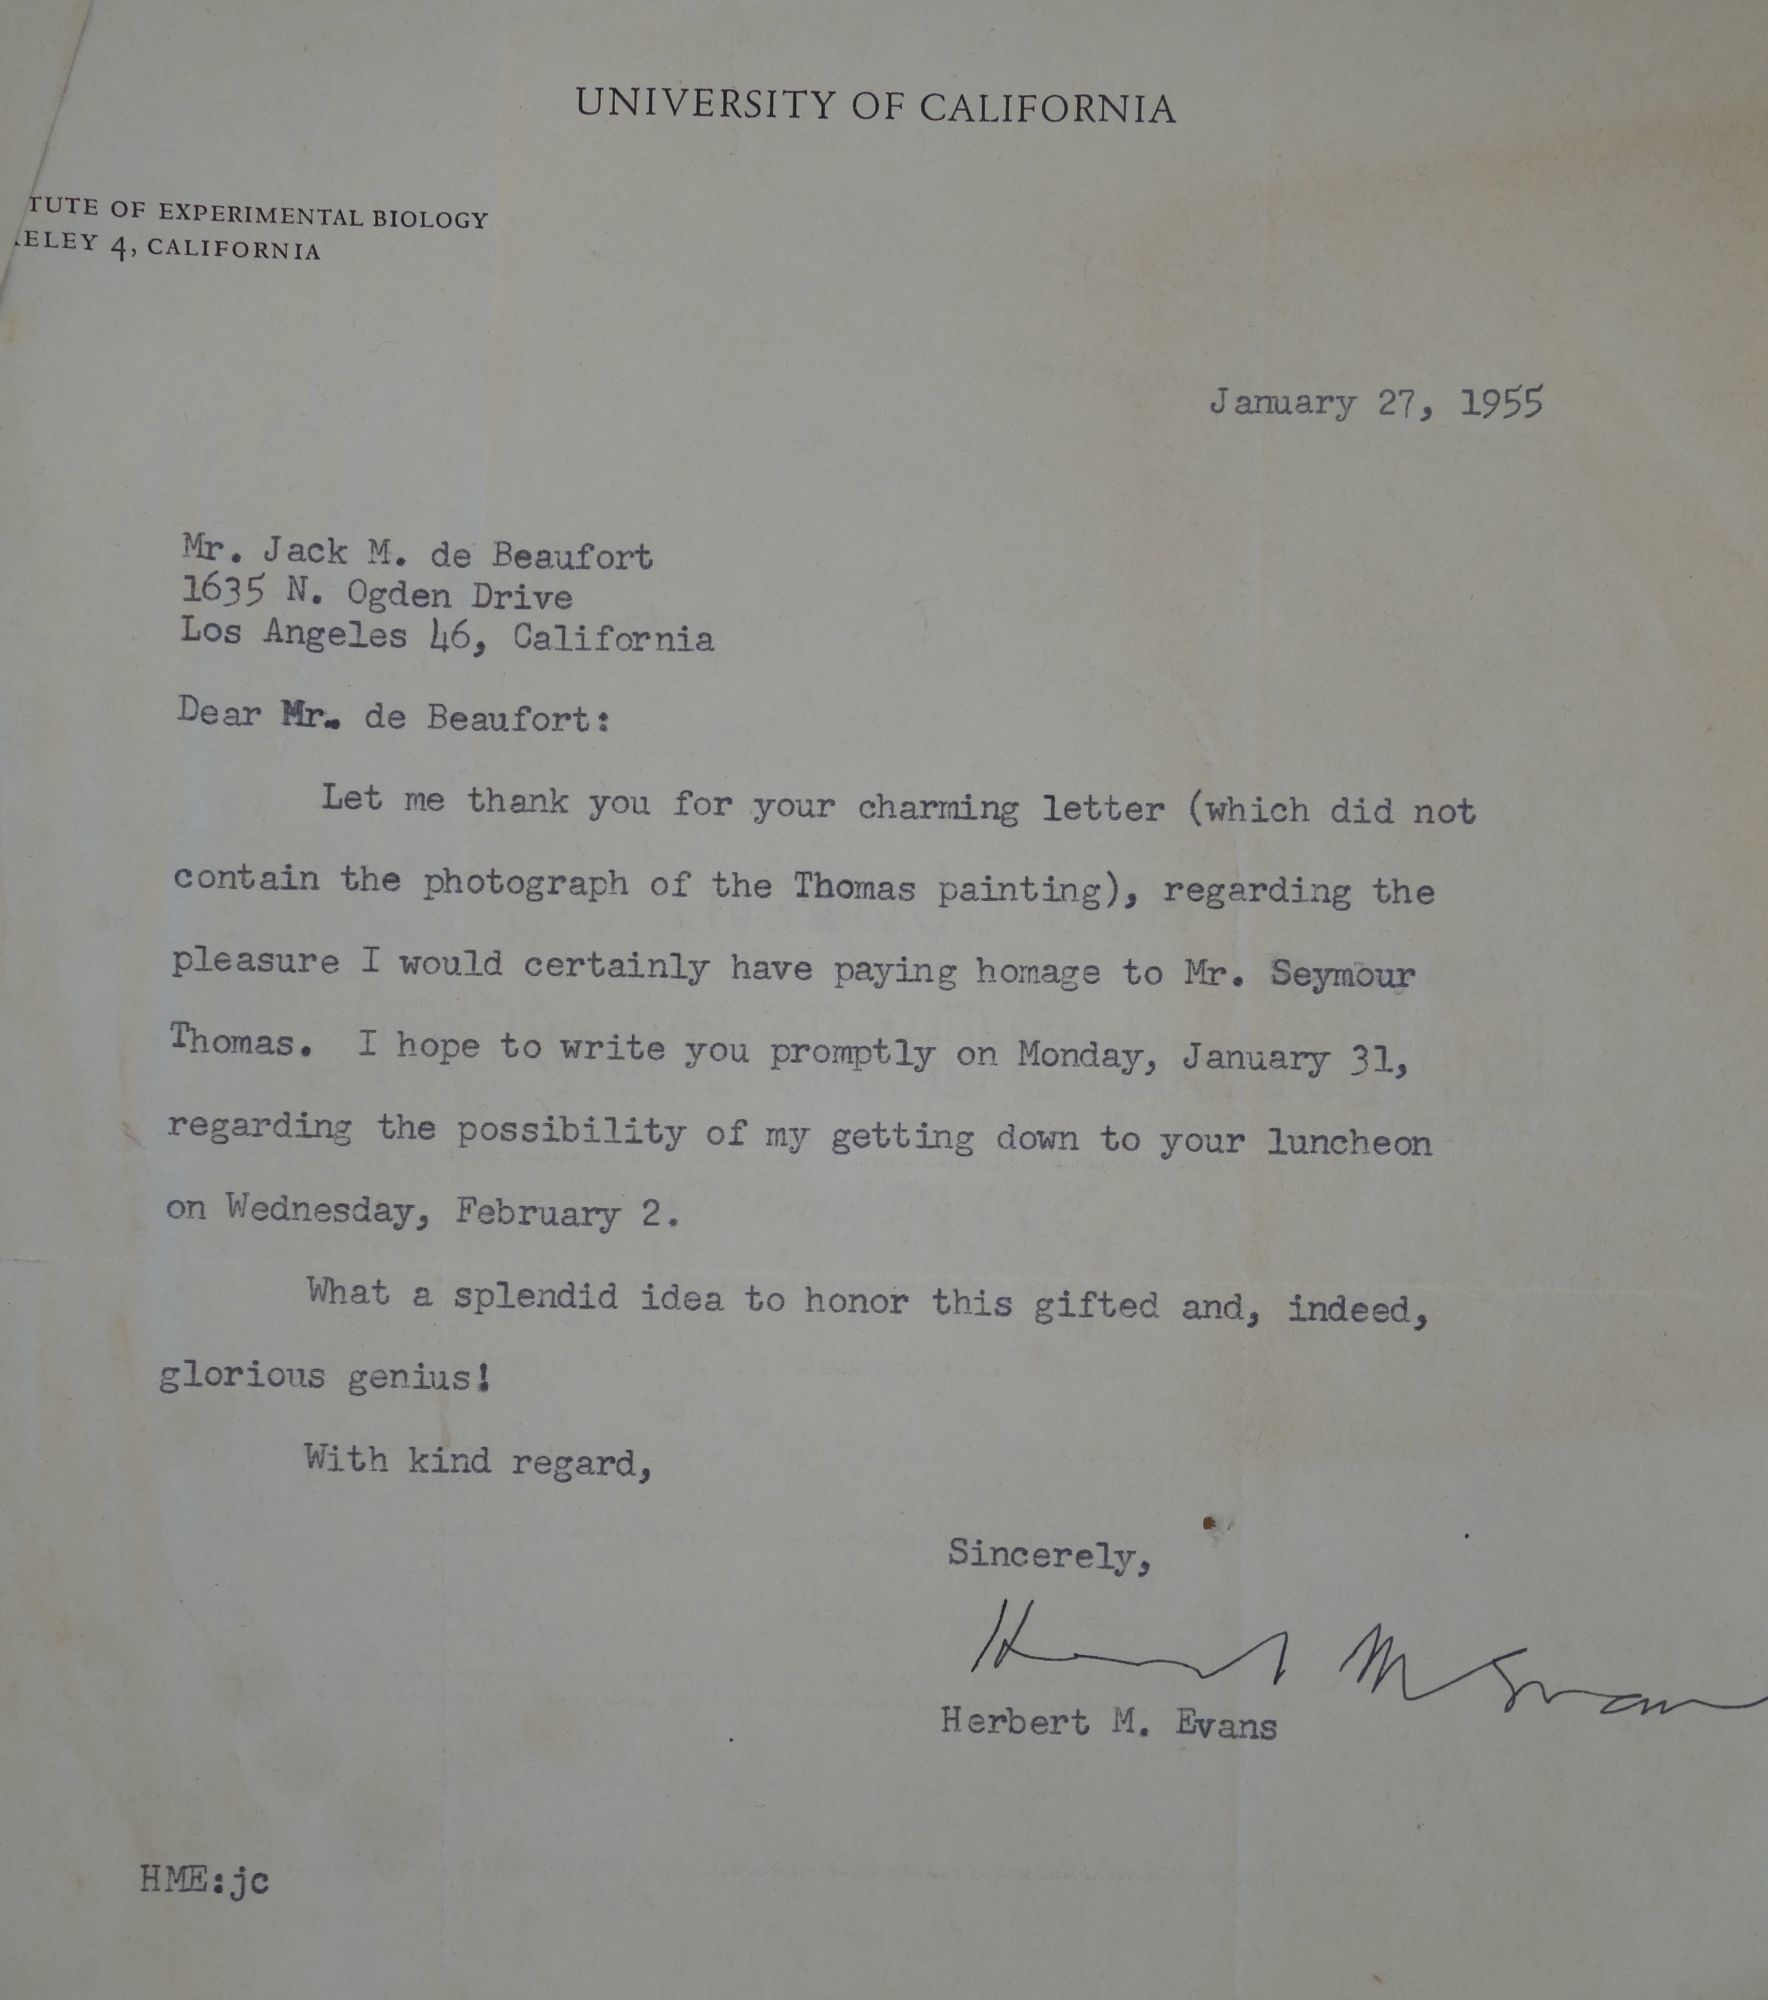 UNIVERSITY OF CALIFORNIA
TUTE OF EXPERIMENTAL BIOLOGY
ELEY 4, CALIFORNIA
January 27, 1955
Mr. Jack M. de Beaufort
1635 N. Ogden Drive
Los Angeles 46, California
Dear Mr. de Beaufort:
Let me thank you for your charming letter (which did not
contain the photograph of the Thomas painting), regarding the
pleasure I would certainly have paying homage to Mr. Seymour
Thomas. I hope to write you promptly on Monday, January 31,
regarding the possibility of my getting down to your luncheon
on Wednesday, February 2.
What a splendid idea to honor this gifted and, indeed,
glorious genius!
With kind regard,
Sincerely,
Herbert M Evans
Herbert M. Evans
HME:jc